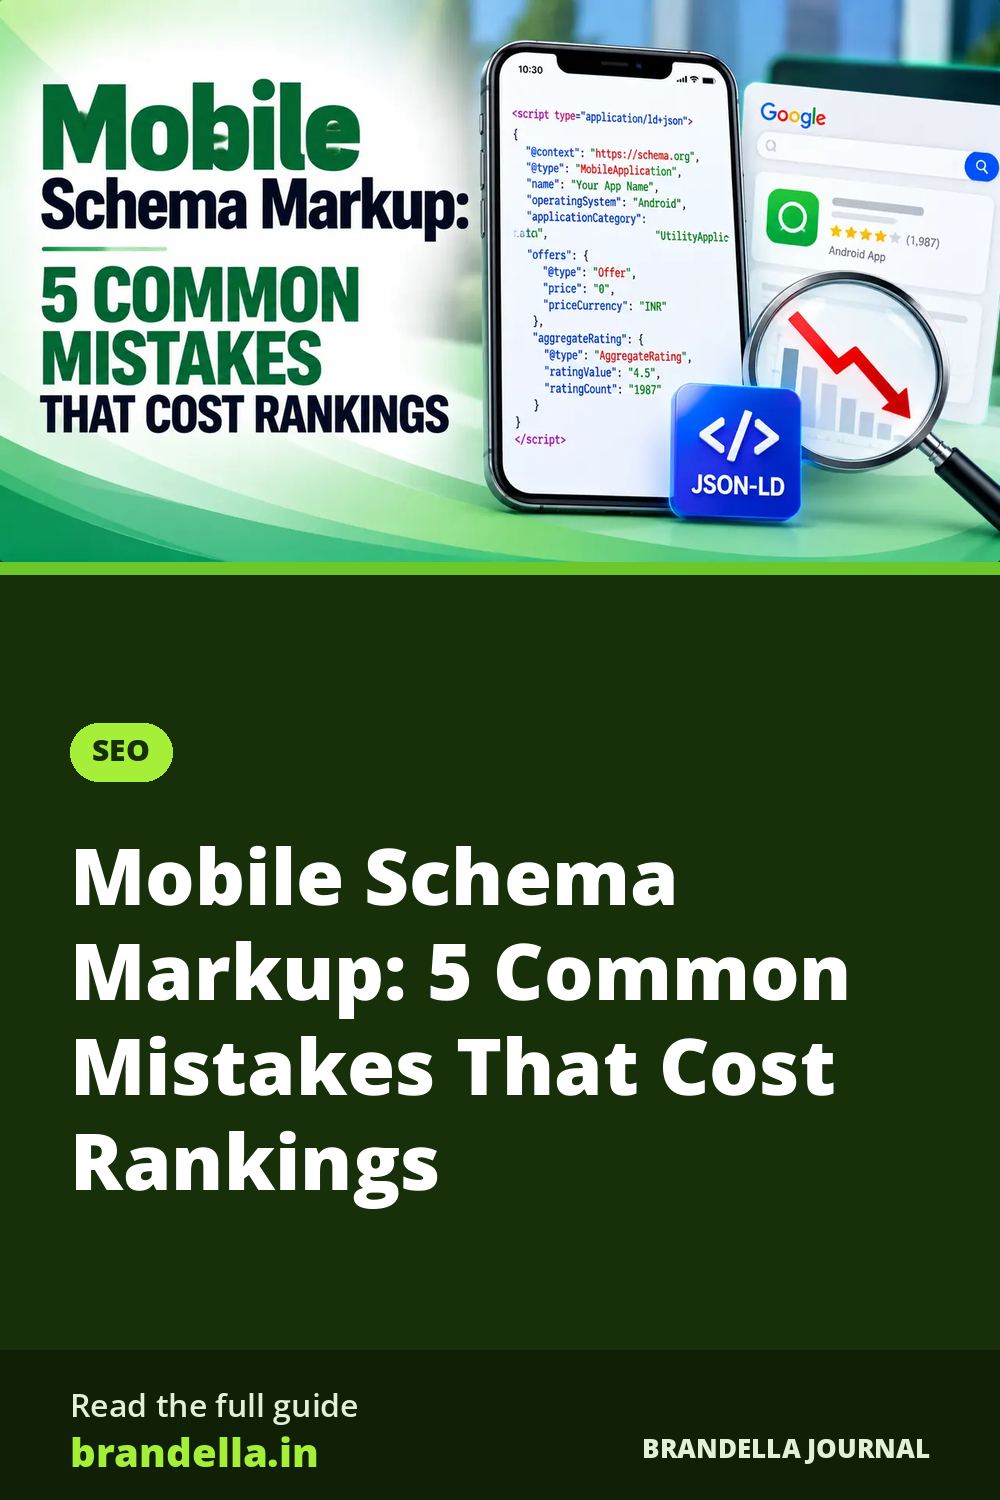 Mobile
Schema Markup:
5 COMMON
MISTAKES
THAT COST RANKINGS
10:30
<script type="application/ld+json">
{
"@context": "https://schema.org",
"@type": "MobileApplication",
"name": "Your App Name",
"operatingSystem": "Android",
"applicationCategory":
"UtilityApplic
"offers": {
"@type": "Offer",
"price": "0",
"priceCurrency": "INR"
},
"aggregateRating": {
"@type": "AggregateRating",
"ratingValue": "4.5",
"ratingCount": "1987"
}
}
</script>
</>
JSON-LD
Google
(1,987)
Android App
SEO
Mobile Schema
Markup: 5 Common
Mistakes That Cost
Rankings
Read the full guide
brandella.in
BRANDELLA JOURNAL